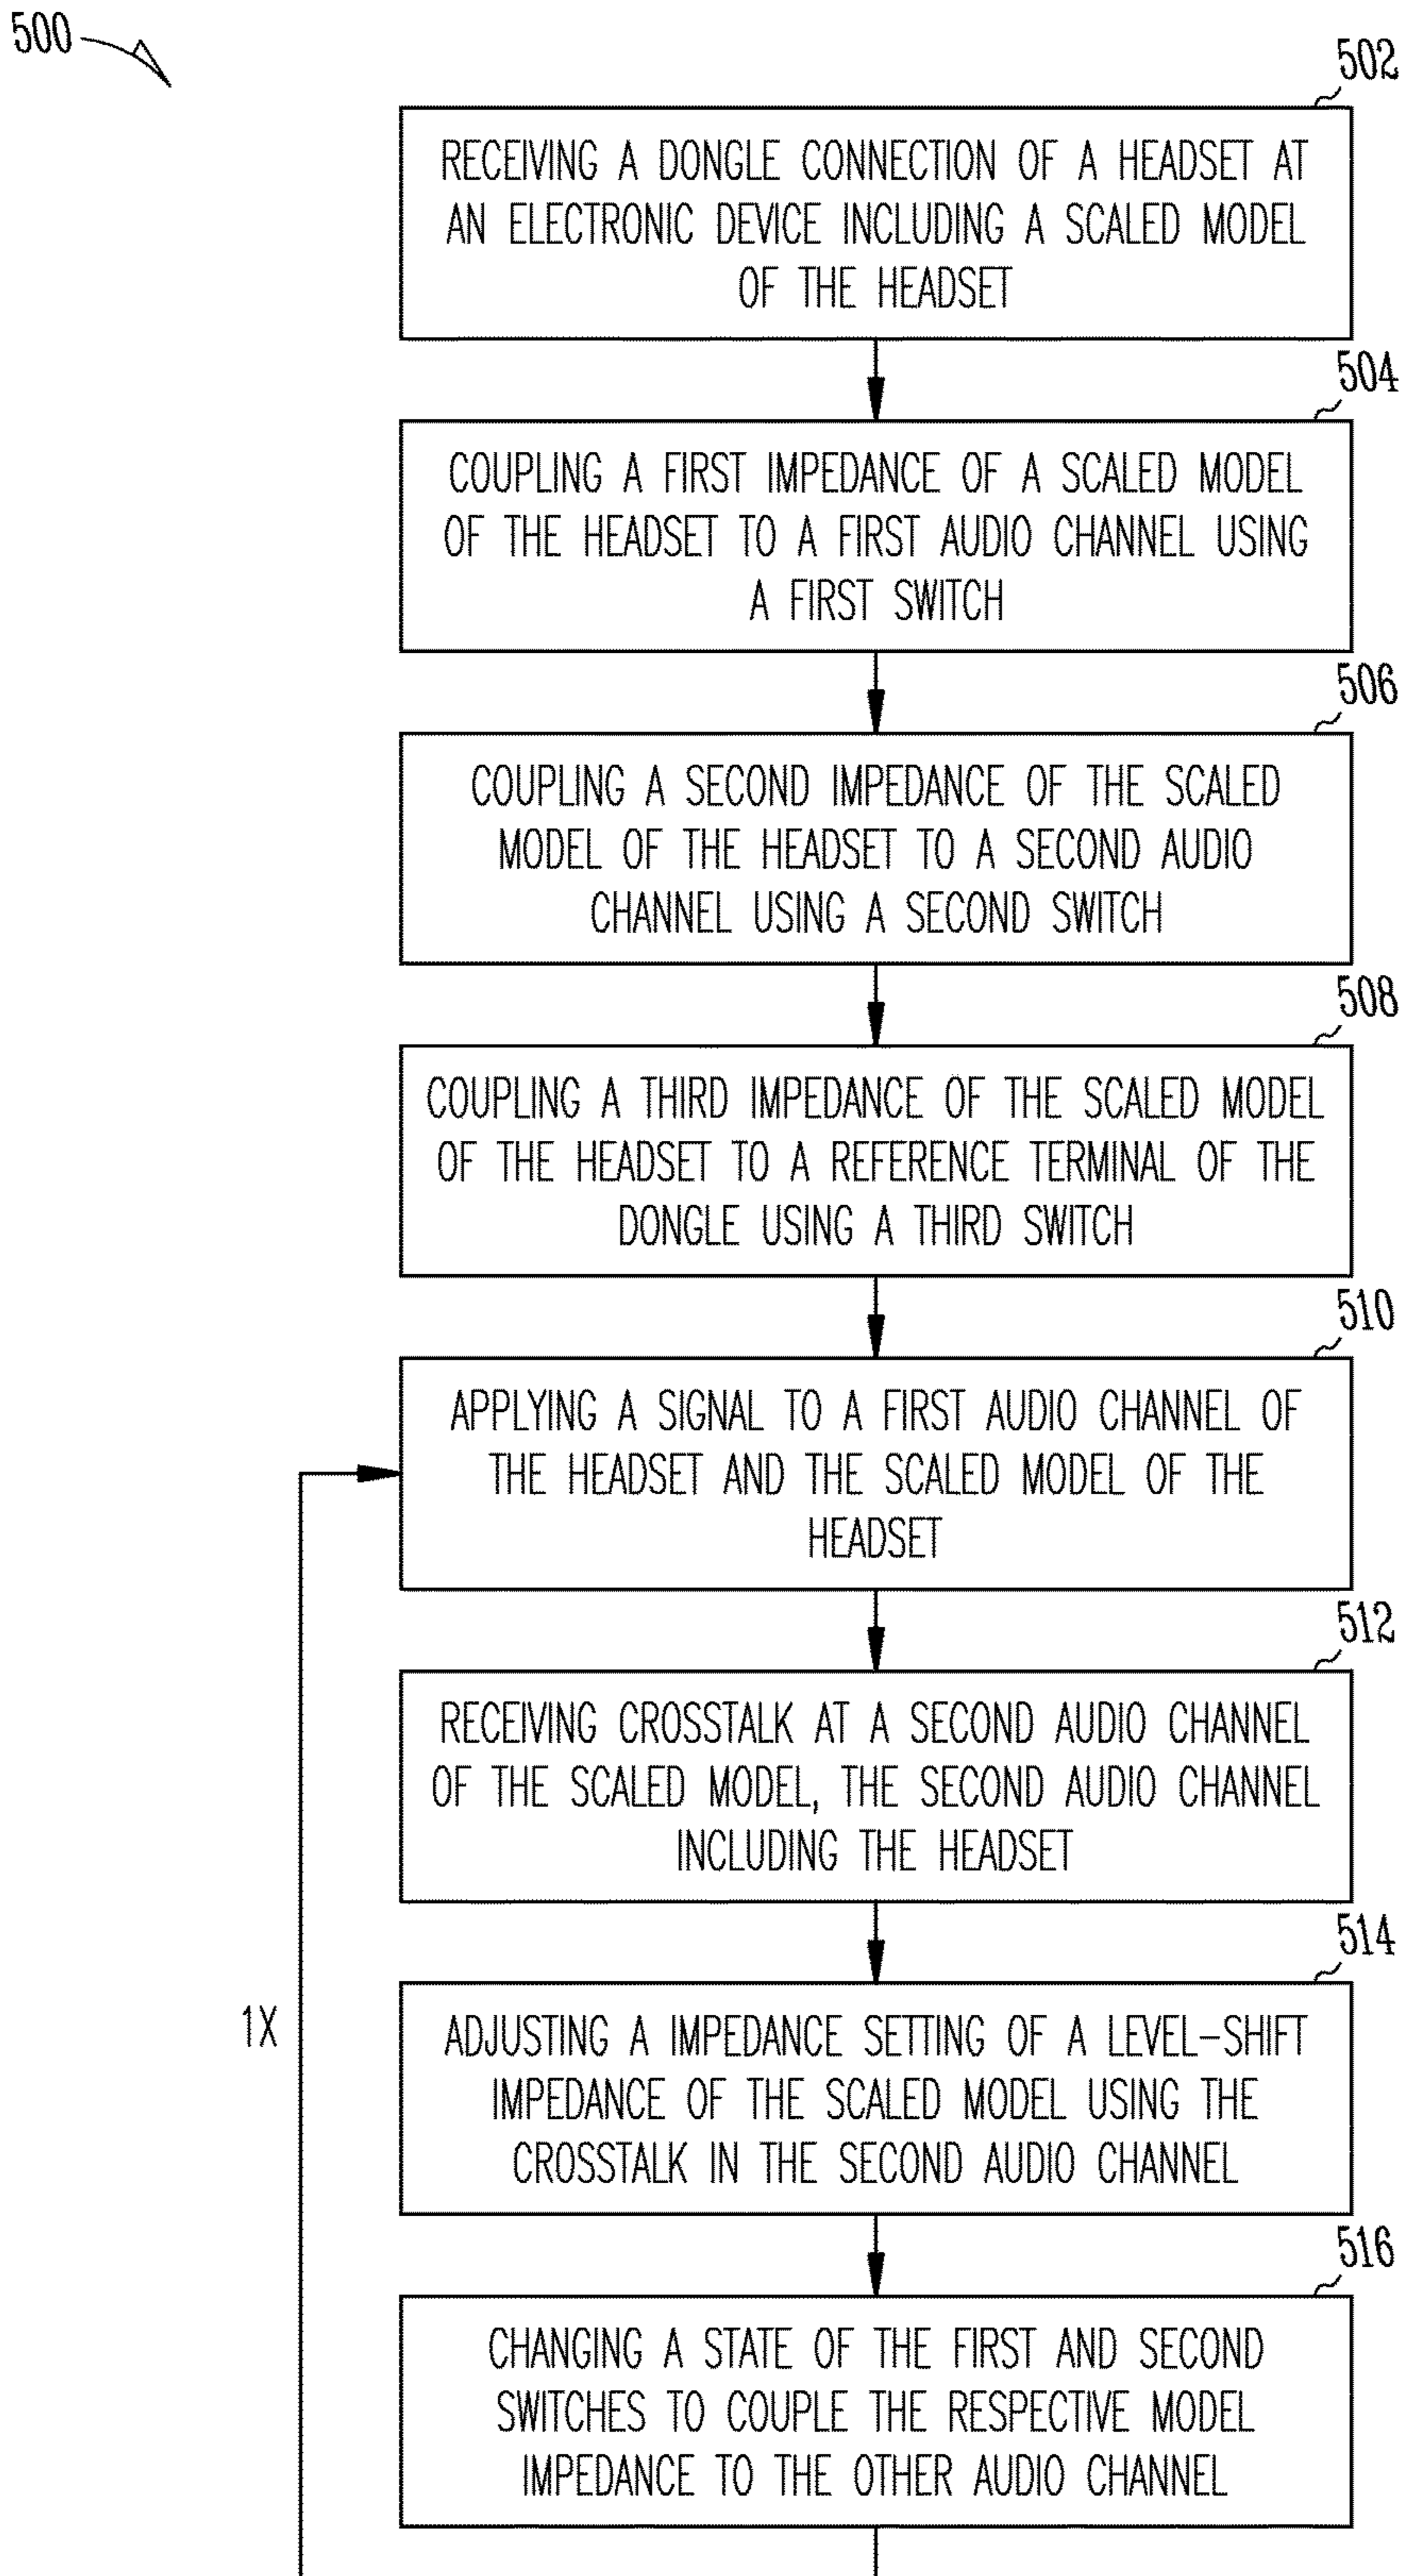 500
502
RECEIVING A DONGLE CONNECTION OF A HEADSET AT
AN ELECTRONIC DEVICE INCLUDING A SCALED MODEL
OF THE HEADSET
504
COUPLING A FIRST IMPEDANCE OF A SCALED MODEL
OF THE HEADSET TO A FIRST AUDIO CHANNEL USING
A FIRST SWITCH
506
COUPLING A SECOND IMPEDANCE OF THE SCALED
MODEL OF THE HEADSET TO A SECOND AUDIO
CHANNEL USING A SECOND SWITCH
508
COUPLING A THIRD IMPEDANCE OF THE SCALED MODEL
OF THE HEADSET TO A REFERENCE TERMINAL OF THE
DONGLE USING A THIRD SWITCH
510
APPLYING A SIGNAL TO A FIRST AUDIO CHANNEL OF
THE HEADSET AND THE SCALED MODEL OF THE
HEADSET
512
RECEIVING CROSSTALK AT A SECOND AUDIO CHANNEL
OF THE SCALED MODEL, THE SECOND AUDIO CHANNEL
INCLUDING THE HEADSET
514
1X
ADJUSTING A IMPEDANCE SETTING OF A LEVEL-SHIFT
IMPEDANCE OF THE SCALED MODEL USING THE
CROSSTALK IN THE SECOND AUDIO CHANNEL
516
CHANGING A STATE OF THE FIRST AND SECOND
SWITCHES TO COUPLE THE RESPECTIVE MODEL
IMPEDANCE TO THE OTHER AUDIO CHANNEL